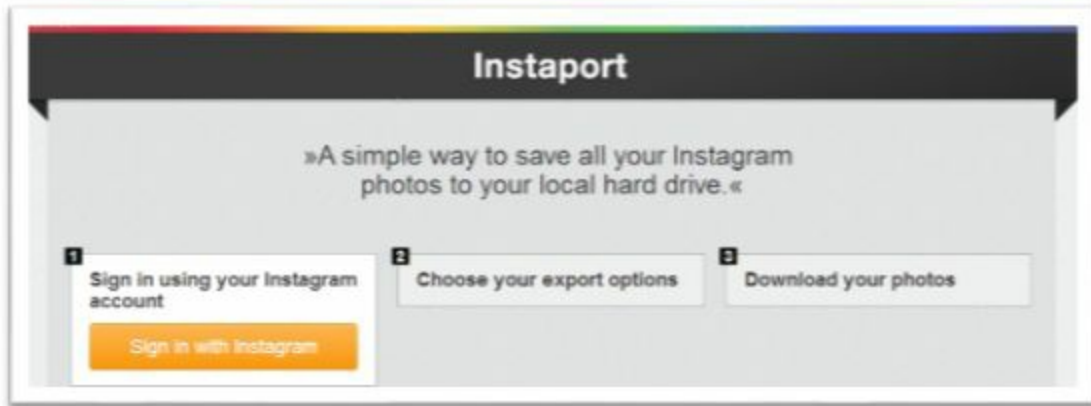 Instaport
»A simple way to save all your Instagram
photos to your local hard drive.«
1
Sign in using your Instagram
account
Sign in with Instagram
2
Choose your export options
3
Download your photos